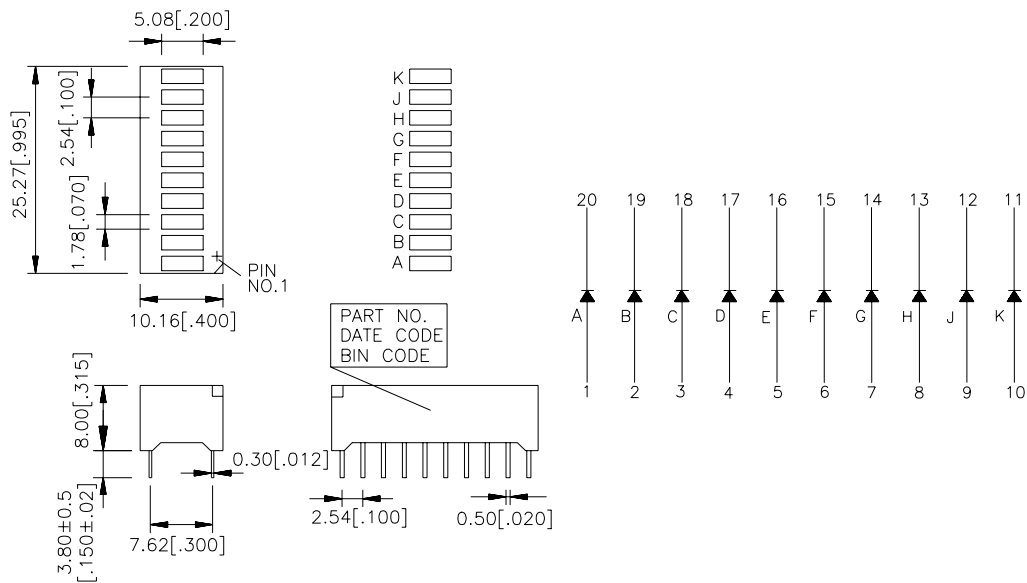 5.08[.200]
25.27[.995]
2.54[.100]
1.78[.070]
PIN
NO.1
10.16[.400]
K
J
H
G
F
E
D
C
B
A
20 19 18 17 16 15 14 13 12 11
A B C D E F G H J K
1 2 3 4 5 6 7 8 9 10
PART NO.
DATE CODE
BIN CODE
8.00[.315]
3.80±0.5
[.150±.02]
0.30[.012]
7.62[.300]
2.54[.100]
0.50[.020]